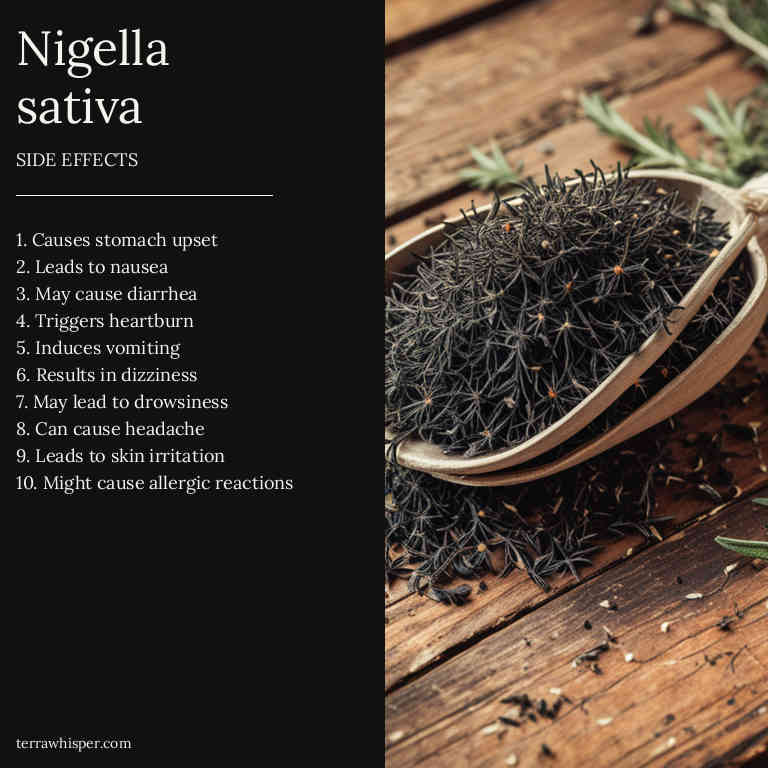 Nigella
sativa
SIDE EFFECTS
1. Causes stomach upset
2. Leads to nausea
3. May cause diarrhea
4. Triggers heartburn
5. Induces vomiting
6. Results in dizziness
7. May lead to drowsiness
8. Can cause headache
9. Leads to skin irritation
10. Might cause allergic reactions
terrawhisper.com